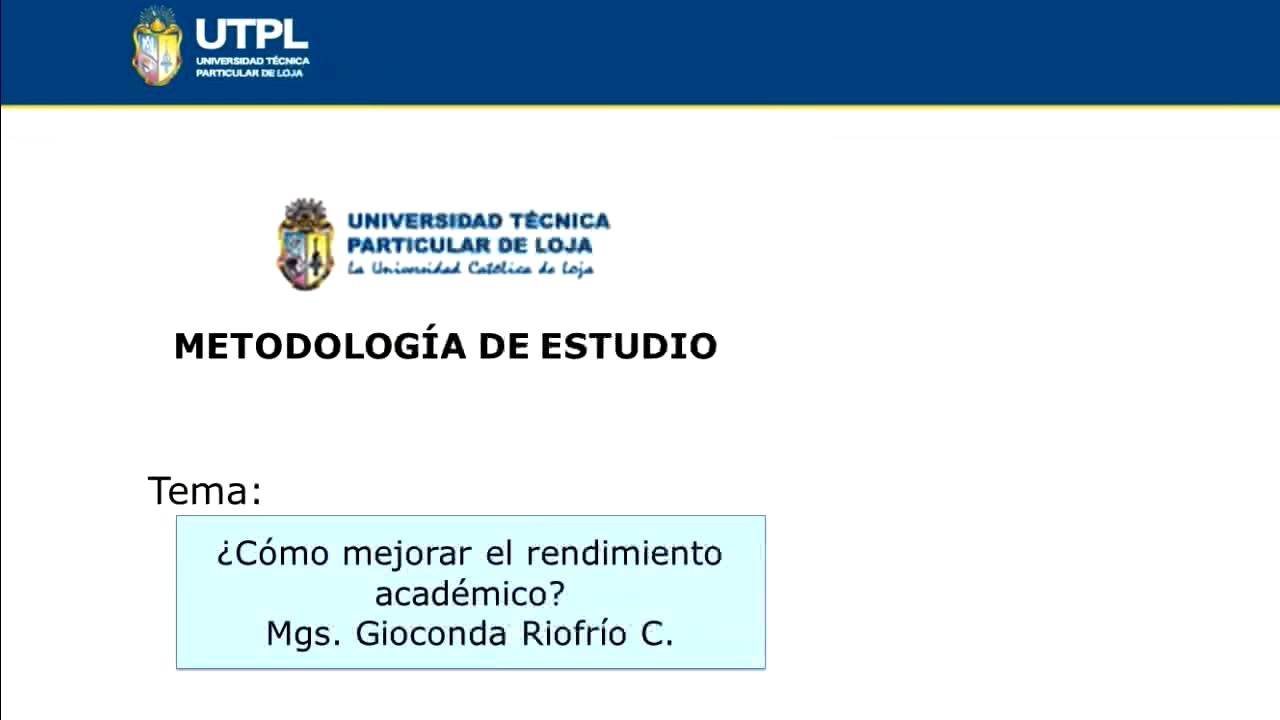 UTPL
UNIVERSIDAD TÉCNICA
PARTICULAR DE LOJA
UNIVERSIDAD TÉCNICA
PARTICULAR DE LOJA
La Universidad Católica de Loja
METODOLOGÍA DE ESTUDIO
Tema:
¿Cómo mejorar el rendimiento
académico?
Mgs. Gioconda Riofrío C.